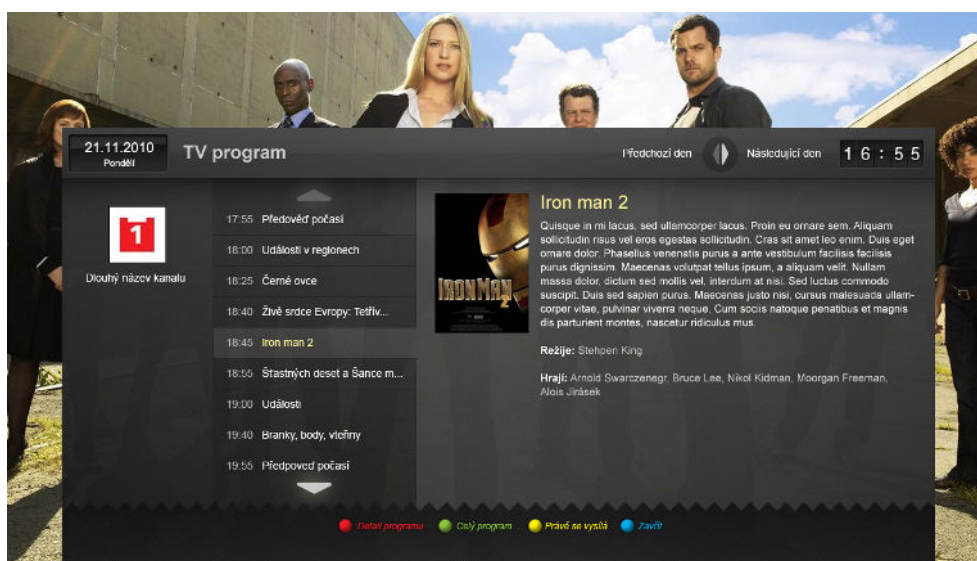 21.11.2010
Pondělí
TV program
Předchozí den
Následující den
16:55
1
Dlouhý název kanalu
17:55 Předověď počasí
18:00 Události v regionech
18:25 Černé ovce
18:40 Živě srdce Evropy: Tetřív...
18:45 Iron man 2
18:55 Šťastných deset a Šance m...
19:00 Události
19:40 Branky, body, vteřiny
19:55 Předpoveď počasí
IRON MAN 2
Iron man 2
Quisque in mi lacus, sed ullamcorper lacus. Proin eu ornare sem. Aliquam
sollicitudin risus vel eros egestas sollicitudin. Cras sit amet leo enim. Duis eget
ornare dolor. Phasellus venenatis purus a ante vestibulum facilisis facilisis
purus dignissim. Maecenas volutpat tellus ipsum, a aliquam velit. Nullam
massa dolor, dictum sed mollis vel, interdum at nisi. Sed luctus commodo
suscipit. Duis sed sapien purus. Maecenas justo nisi, cursus malesuada ullam-
corper vitae, pulvinar viverra neque. Cum sociis natoque penatibus et magnis
dis parturient montes, nascetur ridiculus mus.
Režije: Stehpen King
Hrají: Arnold Swarczenegr, Bruce Lee, Nikol Kidman, Moorgan Freeman,
Alois Jirásek
Detail programu
Celý program
Právě se vysílá
Zavřít